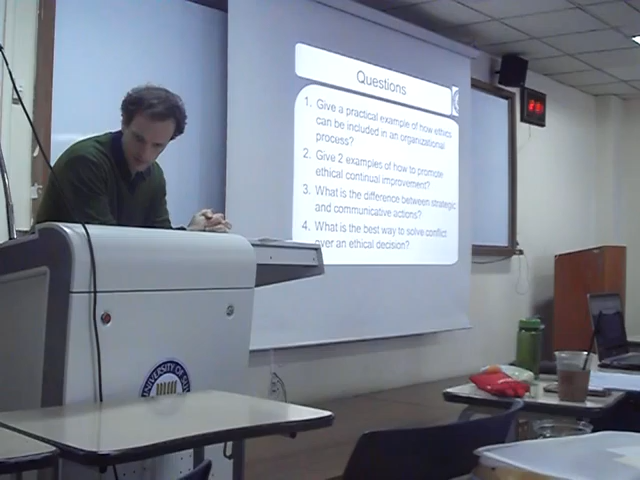 Questions
1. Give a practical example of how ethics
can be included in an organizational
process?
2. Give 2 examples of how to promote
ethical continual improvement?
3. What is the difference between strategic
and communicative actions?
4. What is the best way to solve conflict
over an ethical decision?
UNIVERSITY OF